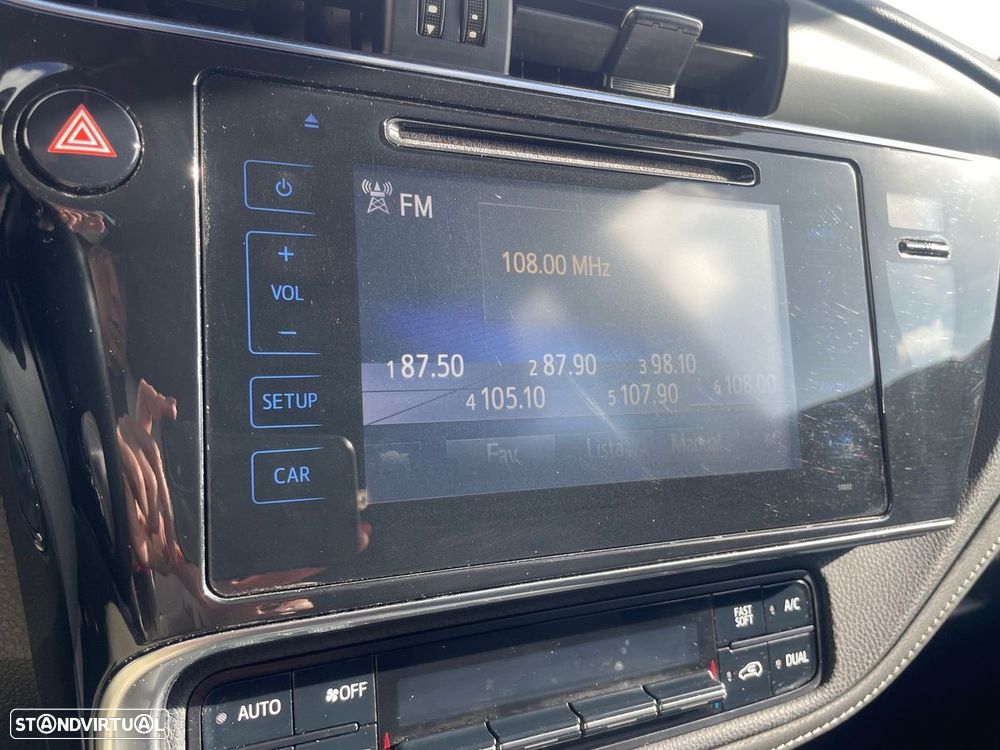 FM
108.00 MHz
+
VOL
−
1 87.50 2 87.90 3 98.10
4 105.10 5 107.90 6 108.00
SETUP
Fav Lista Manual
CAR
FAST
SOFT
A/C
AUTO
OFF
DUAL
STANDVIRTUAL